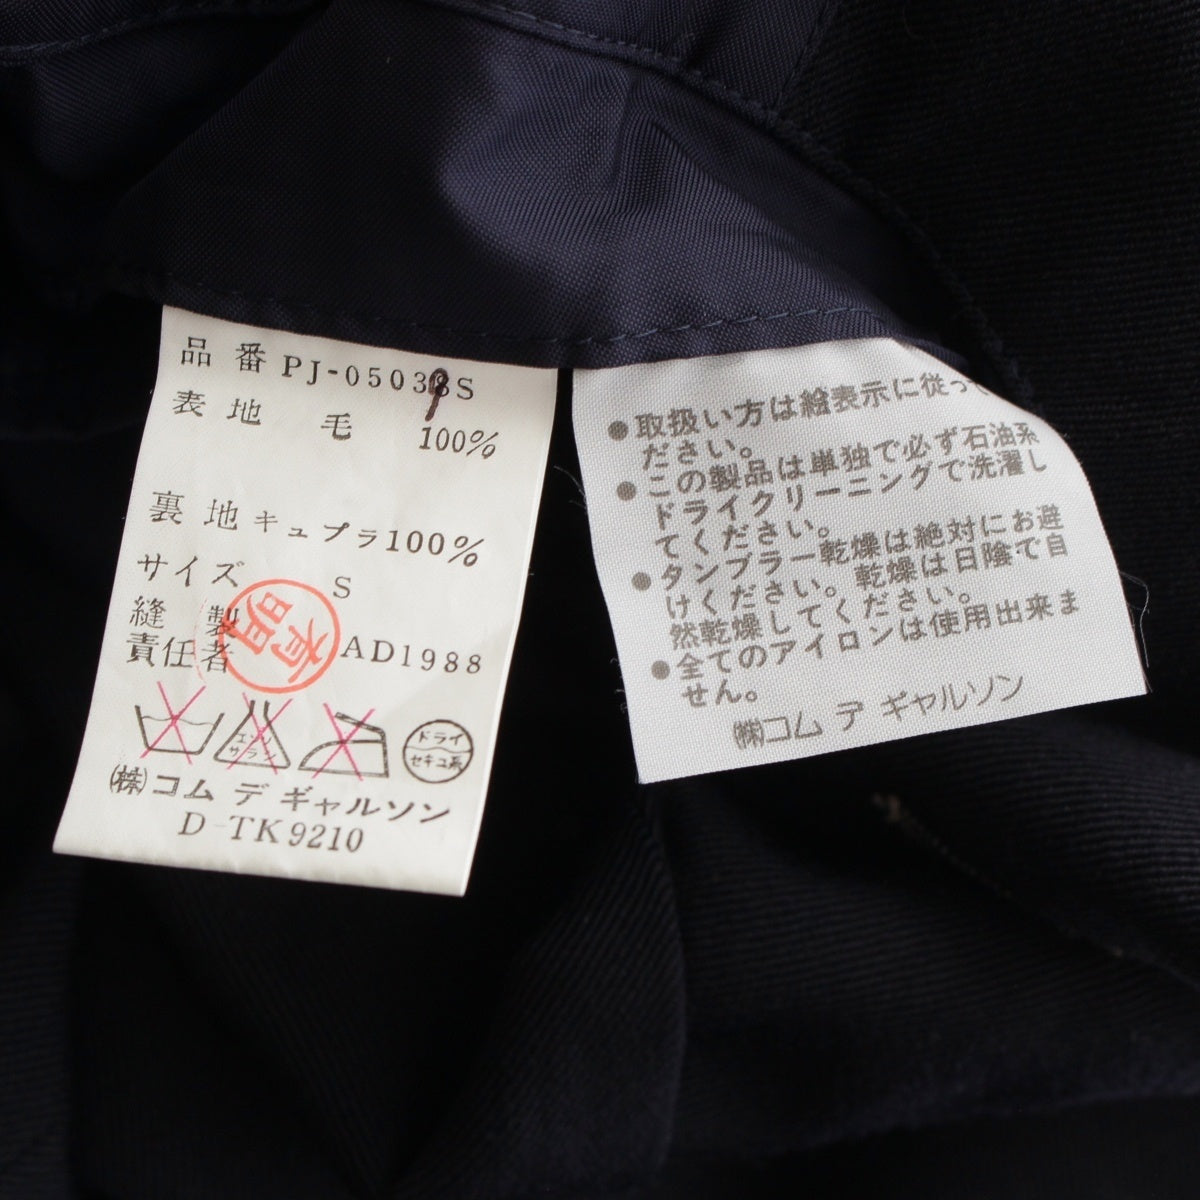 品番 PJ-05038S
表地 毛 100%
裏地 キュプラ100%
サイズ S
縫製
責任者 AD1988
有明
エンソ
サラシ
ドライ
セキユ系
㈱コム デ ギャルソン
D-TK9210
●取扱い方は絵表示に従って
ださい。
●この製品は単独で必ず石油系
ドライクリーニングで洗濯し
てください。
●タンブラー乾燥は絶対にお避
けください。乾燥は日陰で自
然乾燥してください。
●全てのアイロンは使用出来ま
せん。
㈱コム デ ギャルソン